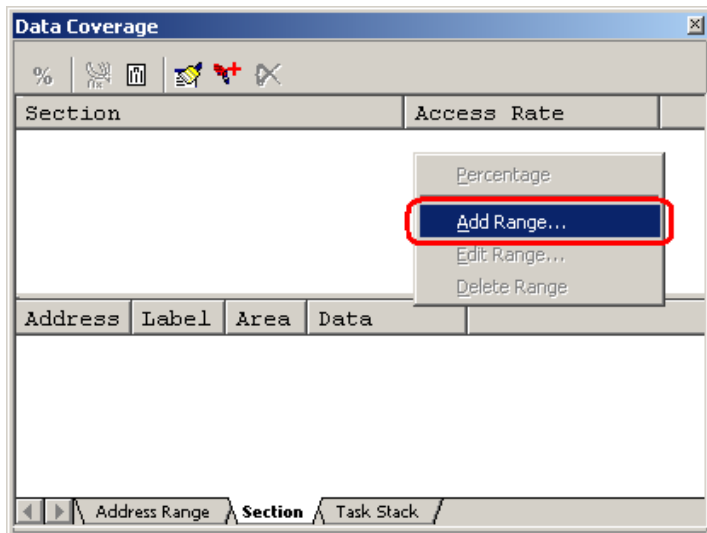 Data Coverage
%
Section Access Rate
Percentage
Add Range...
Edit Range...
Delete Range
Address Label Area Data
Address Range Section Task Stack